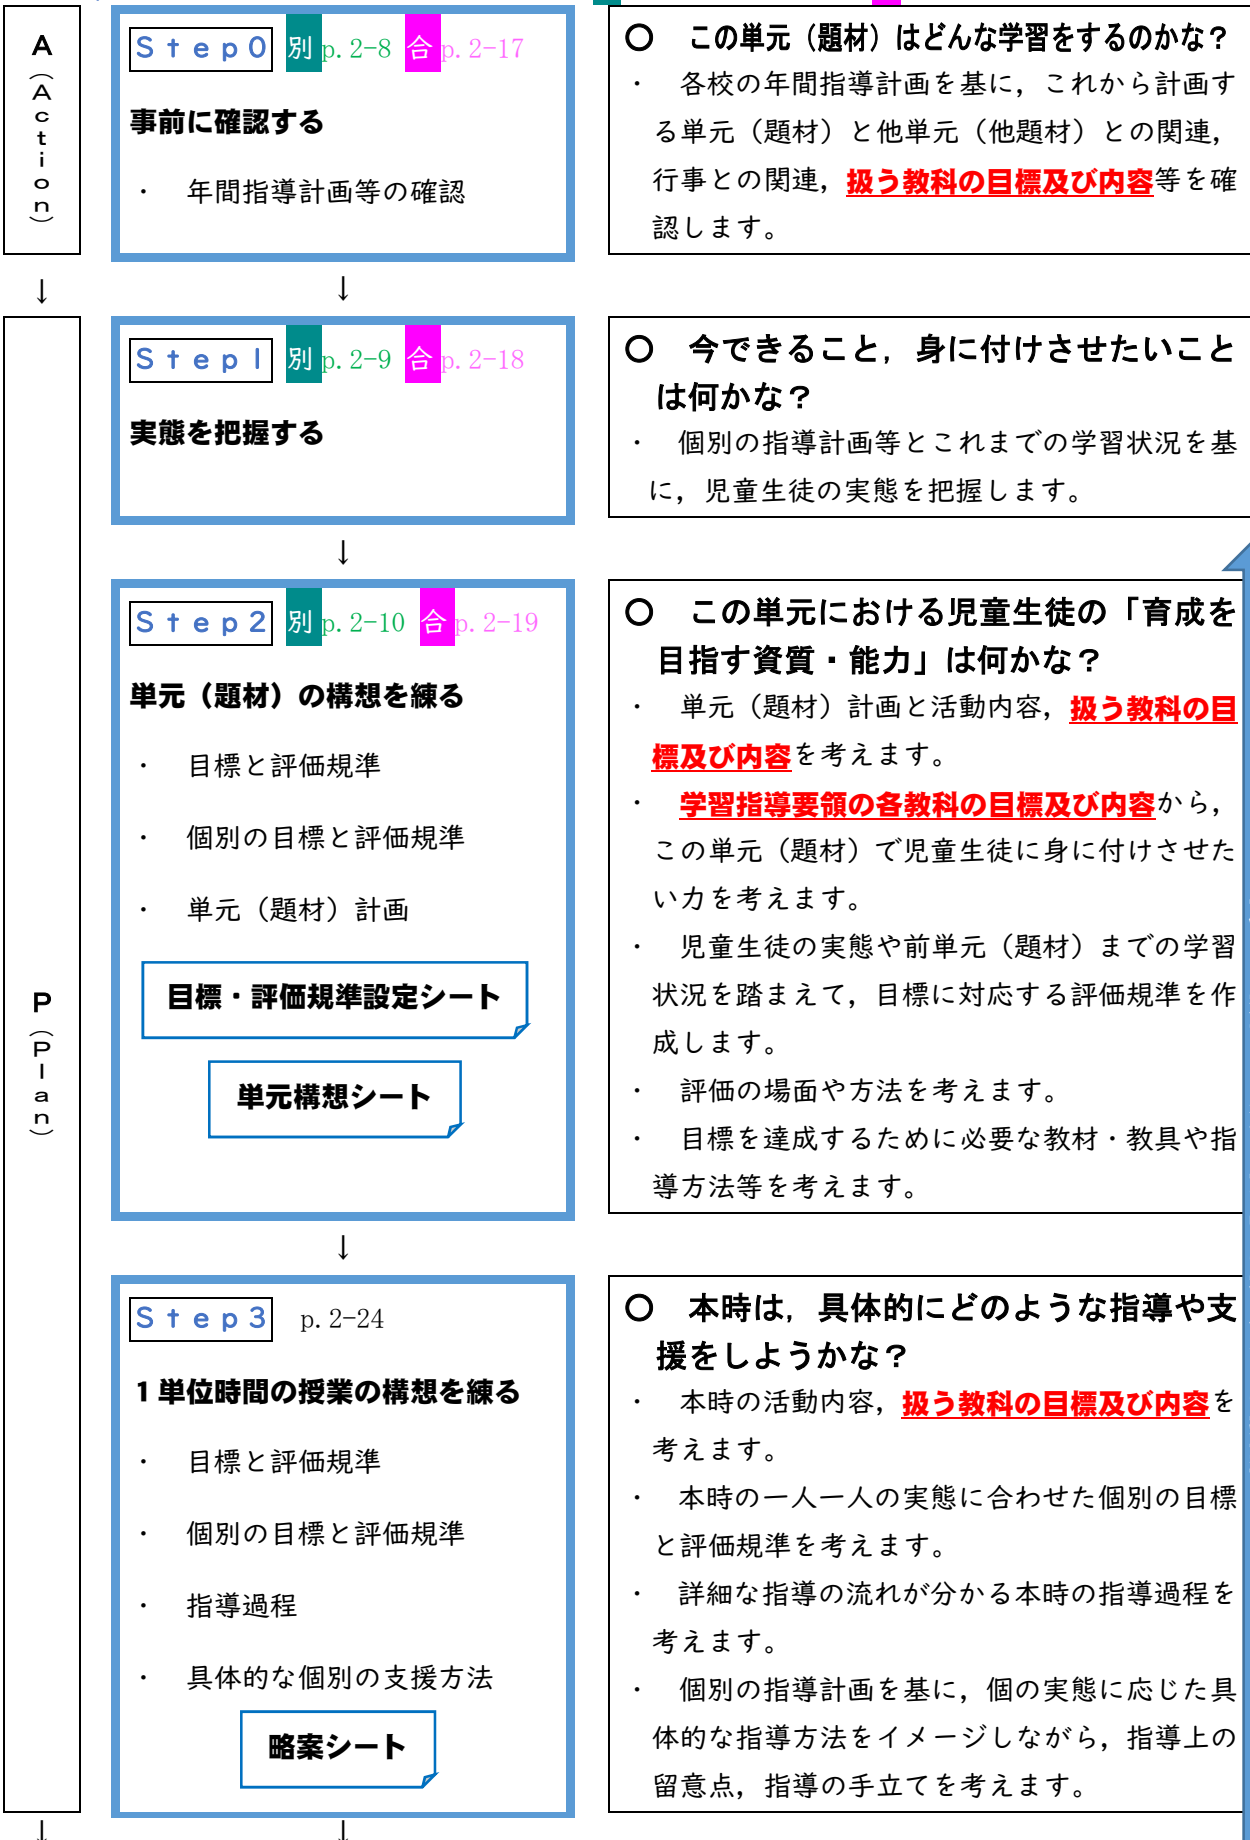 A
(Action)
Step0 別 p.2-8 合 p.2-17
事前に確認する
・ 年間指導計画等の確認
○ この単元（題材）はどんな学習をするのかな？
・ 各校の年間指導計画を基に，これから計画す
る単元（題材）と他単元（他題材）との関連，
行事との関連，扱う教科の目標及び内容等を確
認します。
↓ ↓
P
(Plan)
Step1 別 p.2-9 合 p.2-18
実態を把握する
○ 今できること，身に付けさせたいこと
は何かな？
・ 個別の指導計画等とこれまでの学習状況を基
に，児童生徒の実態を把握します。
↓
Step2 別 p.2-10 合 p.2-19
単元（題材）の構想を練る
・ 目標と評価規準
・ 個別の目標と評価規準
・ 単元（題材）計画
目標・評価規準設定シート
単元構想シート
○ この単元における児童生徒の「育成を
目指す資質・能力」は何かな？
・ 単元（題材）計画と活動内容，扱う教科の目
標及び内容を考えます。
・ 学習指導要領の各教科の目標及び内容から，
この単元（題材）で児童生徒に身に付けさせた
い力を考えます。
・ 児童生徒の実態や前単元（題材）までの学習
状況を踏まえて，目標に対応する評価規準を作
成します。
・ 評価の場面や方法を考えます。
・ 目標を達成するために必要な教材・教具や指
導方法等を考えます。
↓
Step3 p.2-24
1単位時間の授業の構想を練る
・ 目標と評価規準
・ 個別の目標と評価規準
・ 指導過程
・ 具体的な個別の支援方法
略案シート
○ 本時は，具体的にどのような指導や支
援をしようかな？
・ 本時の活動内容，扱う教科の目標及び内容を
考えます。
・ 本時の一人一人の実態に合わせた個別の目標
と評価規準を考えます。
・ 詳細な指導の流れが分かる本時の指導過程を
考えます。
・ 個別の指導計画を基に，個の実態に応じた具
体的な指導方法をイメージしながら，指導上の
留意点，指導の手立てを考えます。
↓ ↓